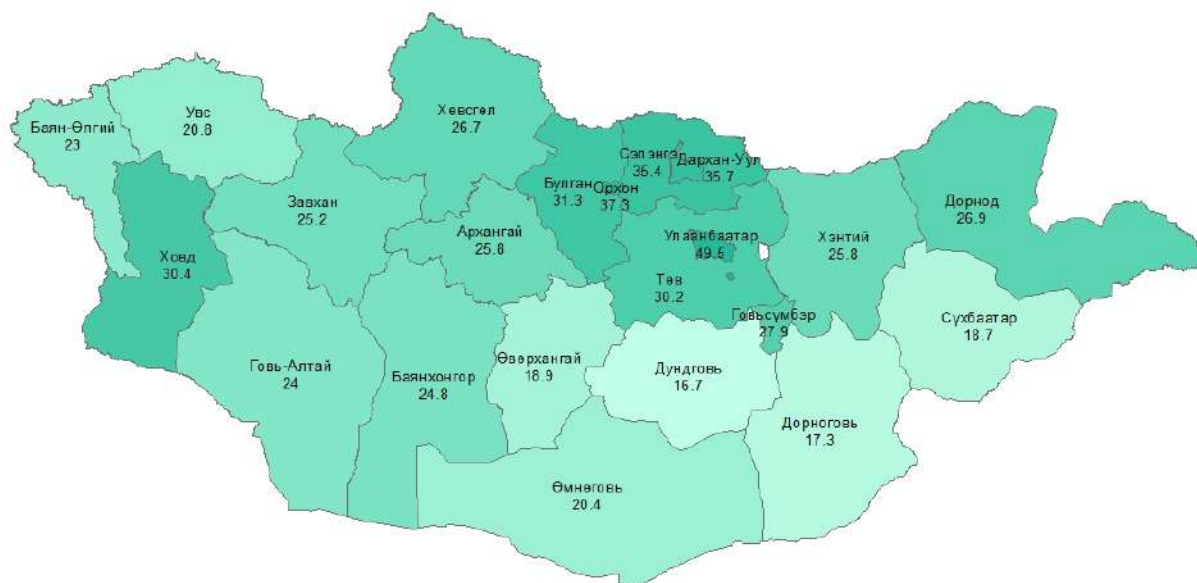 Хөвсгөл
26.7
Увс
20.8
Баян-Өлгий
23
Сэлэнгэ
35.4
Дархан-Уул
35.7
Булган
31.3
Орхон
37.3
Дорнод
26.9
Завхан
25.2
Архангай
25.8
Улаанбаатар
49.5
Хэнтий
25.8
Ховд
30.4
Төв
30.2
Говьсүмбэр
27.9
Сүхбаатар
18.7
Говь-Алтай
24
Баянхонгор
24.8
Өвөрхангай
18.9
Дундговь
16.7
Дорноговь
17.3
Өмнөговь
20.4